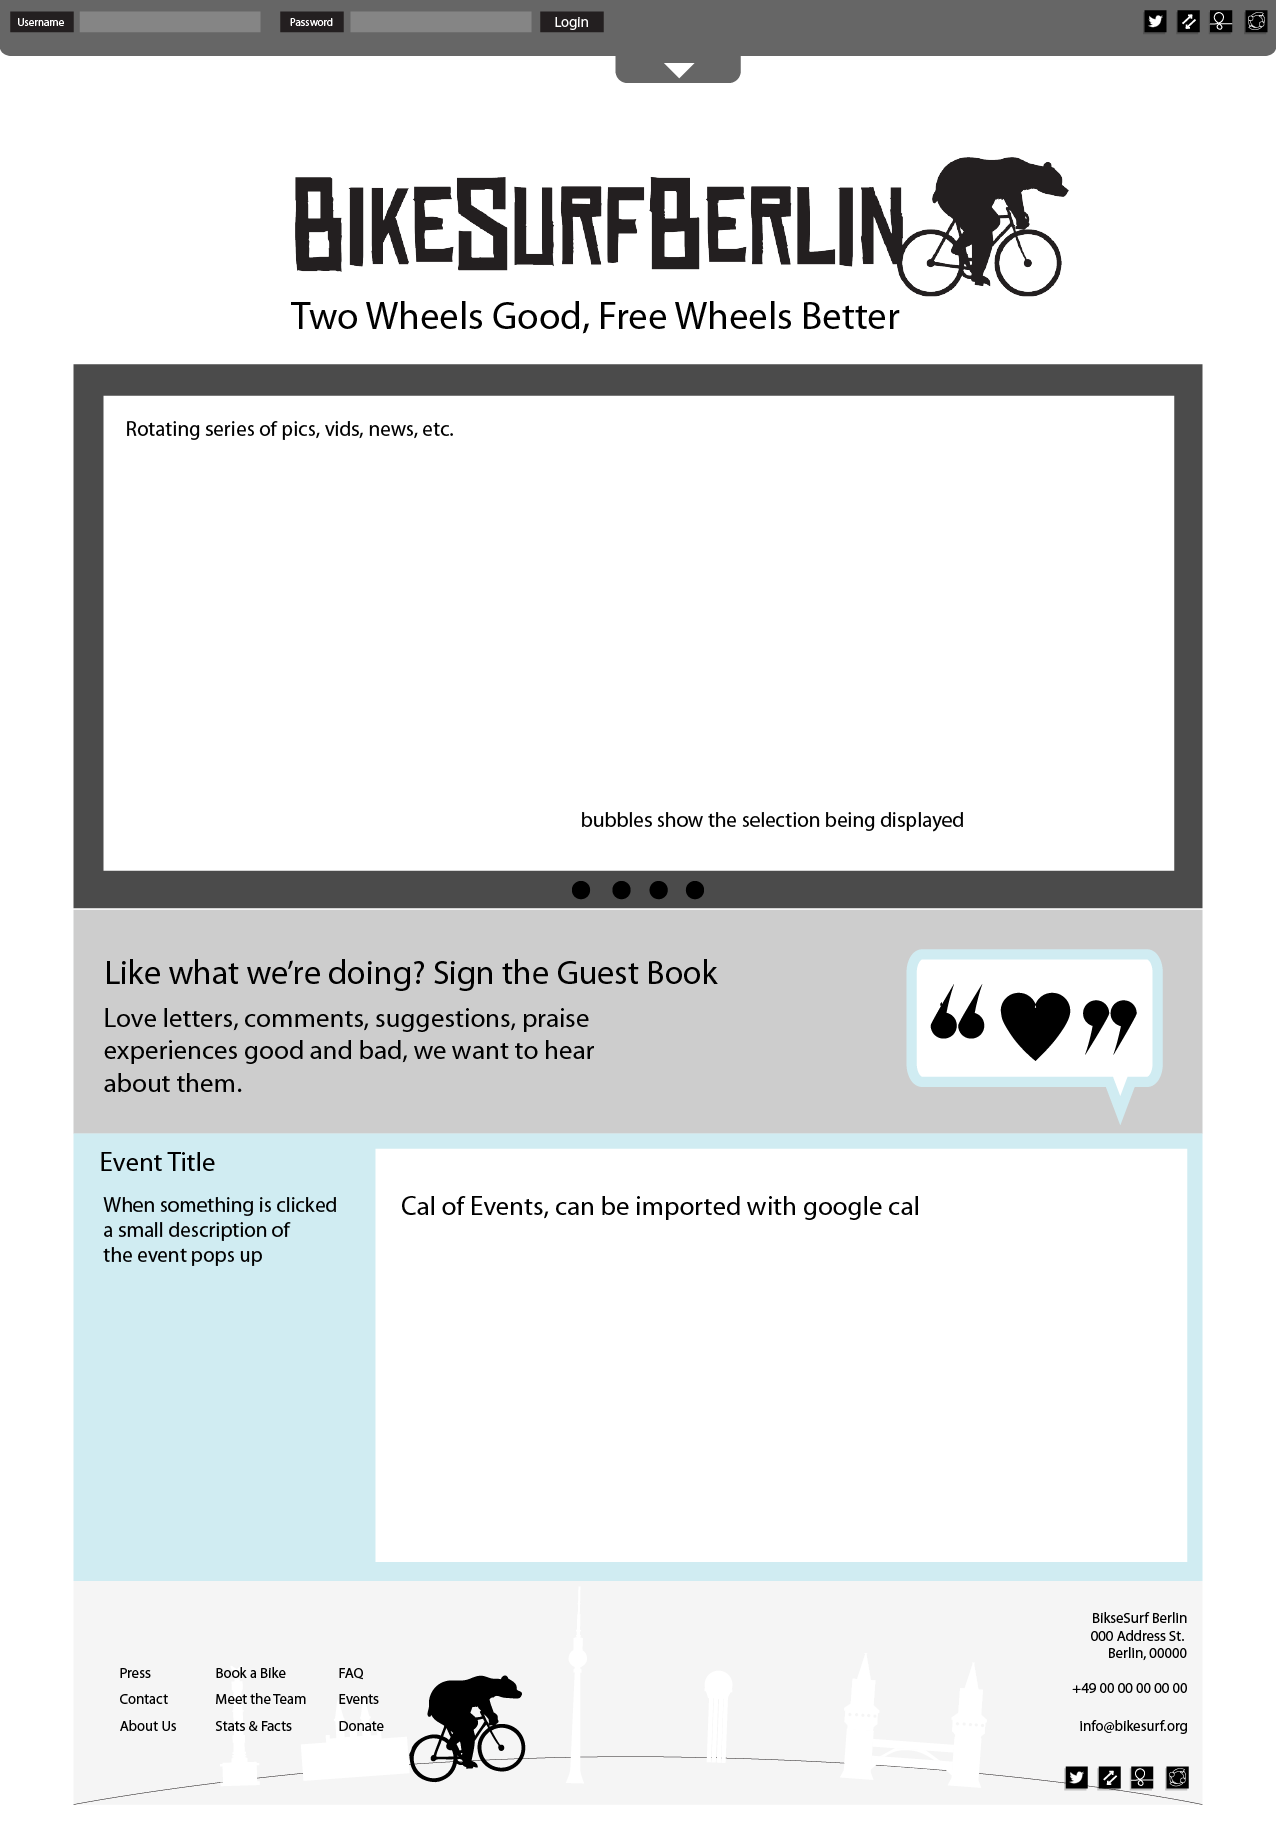 Username Password Login
BikeSurfBerlin
Two Wheels Good, Free Wheels Better
Rotating series of pics, vids, news, etc.
bubbles show the selection being displayed
Like what we're doing? Sign the Guest Book
Love letters, comments, suggestions, praise
experiences good and bad, we want to hear
about them.
Event Title
When something is clicked
a small description of
the event pops up
Cal of Events, can be imported with google cal
Press Book a Bike FAQ
Contact Meet the Team Events
About Us Stats & Facts Donate
BikseSurf Berlin
000 Address St.
Berlin, 00000
+49 00 00 00 00 00
info@bikesurf.org